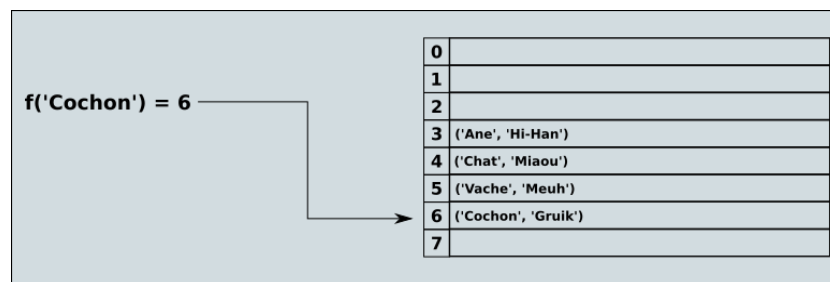 f('Cochon') = 6
0
1
2
3 ('Ane', 'Hi-Han')
4 ('Chat', 'Miaou')
5 ('Vache', 'Meuh')
6 ('Cochon', 'Gruik')
7